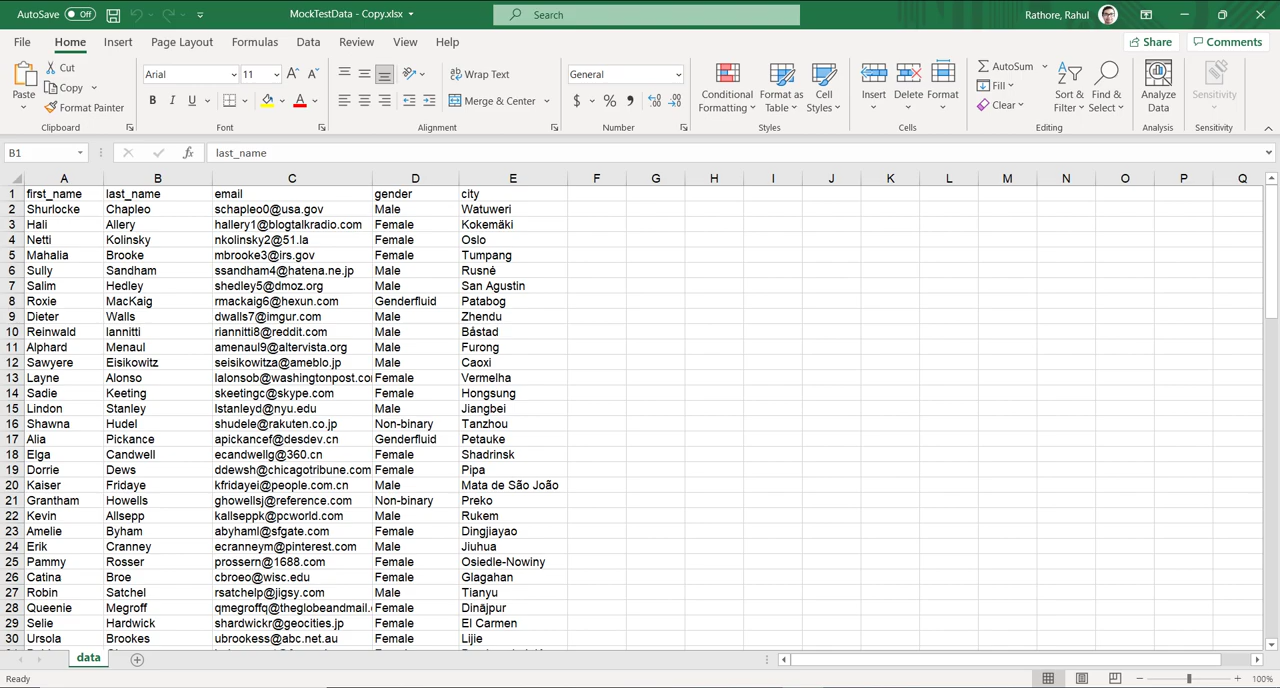 AutoSave Off MockTestData - Copy.xlsx Search Rathore, Rahul
File Home Insert Page Layout Formulas Data Review View Help Share Comments
Paste Cut Copy Format Painter Clipboard
Arial 11 B I U A A Font
Wrap Text Merge & Center Alignment
General $ % Number
Conditional Formatting Format as Table Cell Styles Styles
Insert Delete Format Cells
AutoSum Fill Clear Sort & Filter Find & Select Editing
Analyze Data Analysis
Sensitivity Sensitivity
B1 fx last_name
A B C D E F G H I J K L M N O P Q
1 first_name last_name email gender city
2 Shurlocke Chapleo schapleo0@usa.gov Male Watuweri
3 Hali Allery hallery1@blogtalkradio.com Female Kokemäki
4 Netti Kolinsky nkolinsky2@51.la Female Oslo
5 Mahalia Brooke mbrooke3@irs.gov Female Tumpang
6 Sully Sandham ssandham4@hatena.ne.jp Male Rusnė
7 Salim Hedley shedley5@dmoz.org Male San Agustin
8 Roxie MacKaig rmackaig6@hexun.com Genderfluid Patabog
9 Dieter Walls dwalls7@imgur.com Male Zhendu
10 Reinwald Iannitti riannitti8@reddit.com Male Båstad
11 Alphard Menaul amenaul9@altervista.org Male Furong
12 Sawyere Eisikowitz seisikowitza@ameblo.jp Male Caoxi
13 Layne Alonso lalonsob@washingtonpost.co Female Vermelha
14 Sadie Keeting skeetingc@skype.com Female Hongsung
15 Lindon Stanley lstanleyd@nyu.edu Male Jiangbei
16 Shawna Hudel shudele@rakuten.co.jp Non-binary Tanzhou
17 Alia Pickance apickancef@desdev.cn Genderfluid Petauke
18 Elga Candwell ecandwellg@360.cn Female Shadrinsk
19 Dorrie Dews ddewsh@chicagotribune.com Female Pipa
20 Kaiser Fridaye kfridayei@people.com.cn Male Mata de São João
21 Grantham Howells ghowellsj@reference.com Non-binary Preko
22 Kevin Allsepp kallseppk@pcworld.com Male Rukem
23 Amelie Byham abyhaml@sfgate.com Female Dingjiayao
24 Erik Cranney ecranneym@pinterest.com Male Jiuhua
25 Pammy Rosser prossern@1688.com Female Osiedle-Nowiny
26 Catina Broe cbroeo@wisc.edu Female Glagahan
27 Robin Satchel rsatchelp@jigsy.com Male Tianyu
28 Queenie Megroff qmegroffq@theglobeandmail. Female Dinājpur
29 Selie Hardwick shardwickr@geocities.jp Female El Carmen
30 Ursola Brookes ubrookess@abc.net.au Female Lijie
data
Ready 100%